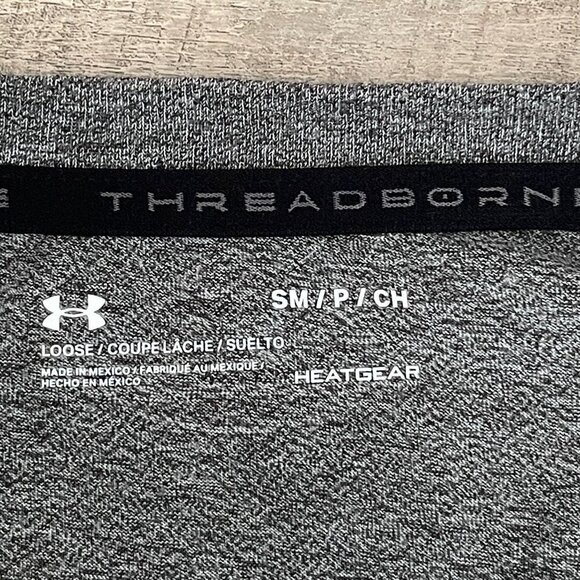 THREADBORNE
SM / P / CH
LOOSE / COUPE LÂCHE / SUELTO
MADE IN MEXICO / FABRIQUÉ AU MEXIQUE /
HECHO EN MÉXICO
HEATGEAR